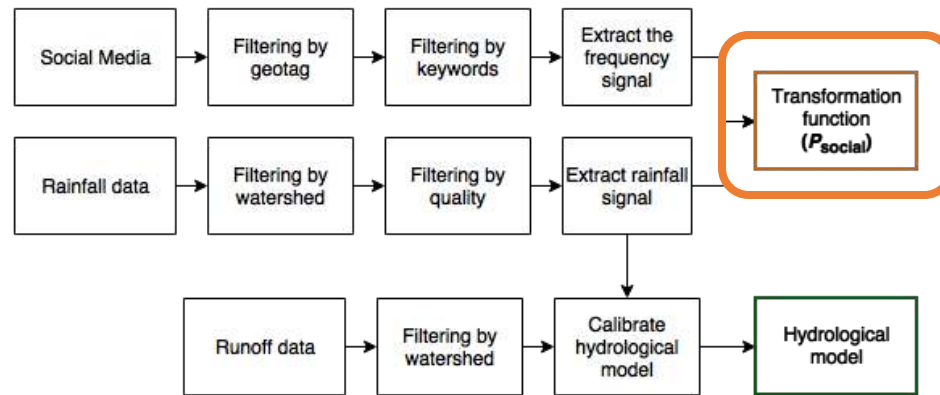 Social Media
Filtering by
geotag
Filtering by
keywords
Extract the
frequency
signal
Transformation
function
(Psocial)
Rainfall data
Filtering by
watershed
Filtering by
quality
Extract rainfall
signal
Runoff data
Filtering by
watershed
Calibrate
hydrological
model
Hydrological
model